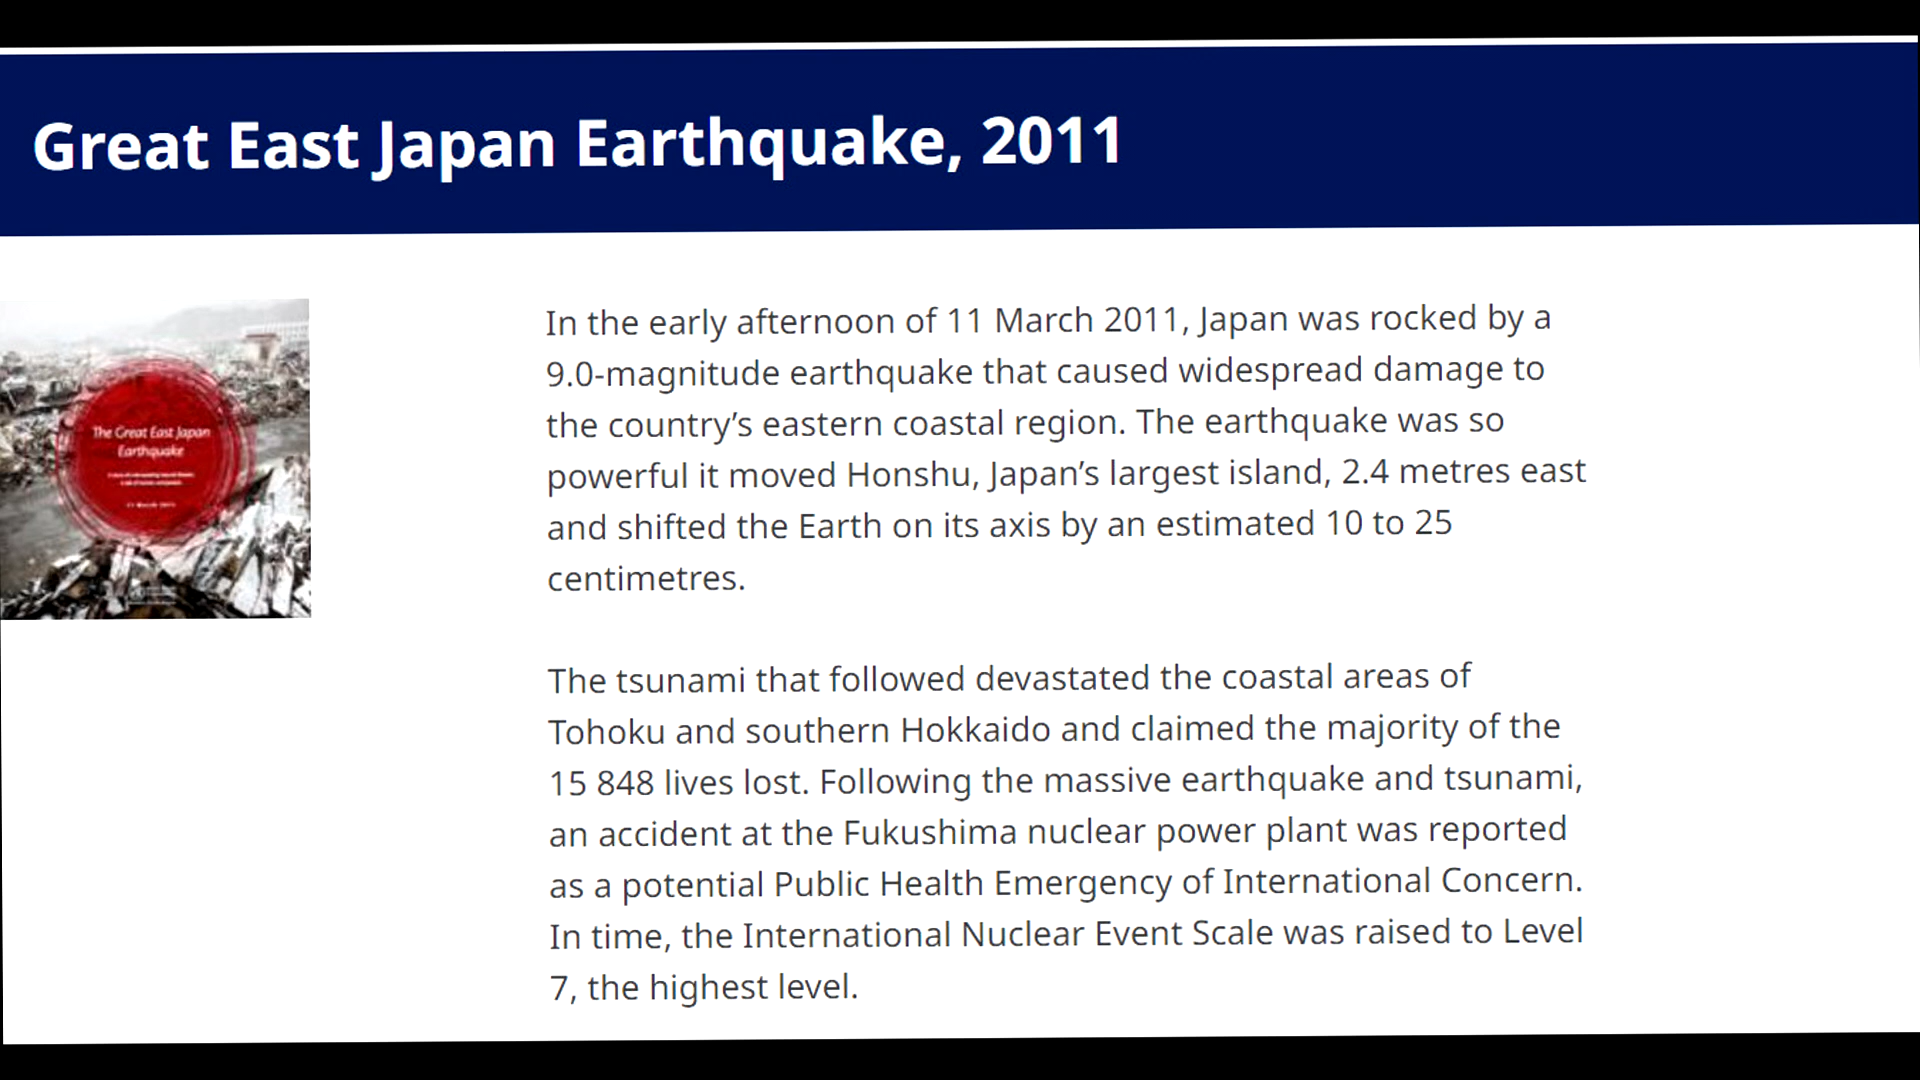 Great East Japan Earthquake, 2011
The Great East Japan
Earthquake
In the early afternoon of 11 March 2011, Japan was rocked by a
9.0-magnitude earthquake that caused widespread damage to
the country’s eastern coastal region. The earthquake was so
powerful it moved Honshu, Japan’s largest island, 2.4 metres east
and shifted the Earth on its axis by an estimated 10 to 25
centimetres.
The tsunami that followed devastated the coastal areas of
Tohoku and southern Hokkaido and claimed the majority of the
15 848 lives lost. Following the massive earthquake and tsunami,
an accident at the Fukushima nuclear power plant was reported
as a potential Public Health Emergency of International Concern.
In time, the International Nuclear Event Scale was raised to Level
7, the highest level.